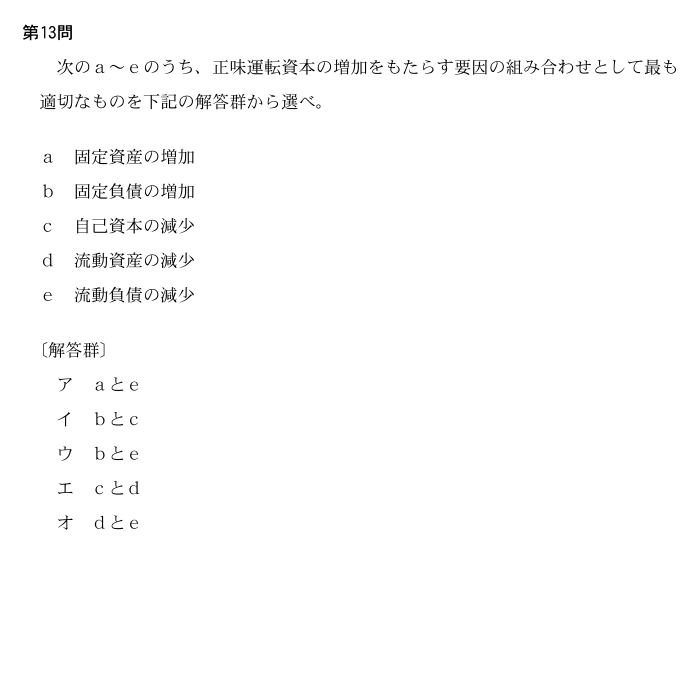 第13問
次のａ～ｅのうち、正味運転資本の増加をもたらす要因の組み合わせとして最も
適切なものを下記の解答群から選べ。
ａ　固定資産の増加
ｂ　固定負債の増加
ｃ　自己資本の減少
ｄ　流動資産の減少
ｅ　流動負債の減少
〔解答群〕
ア　ａとｅ
イ　ｂとｃ
ウ　ｂとｅ
エ　ｃとｄ
オ　ｄとｅ